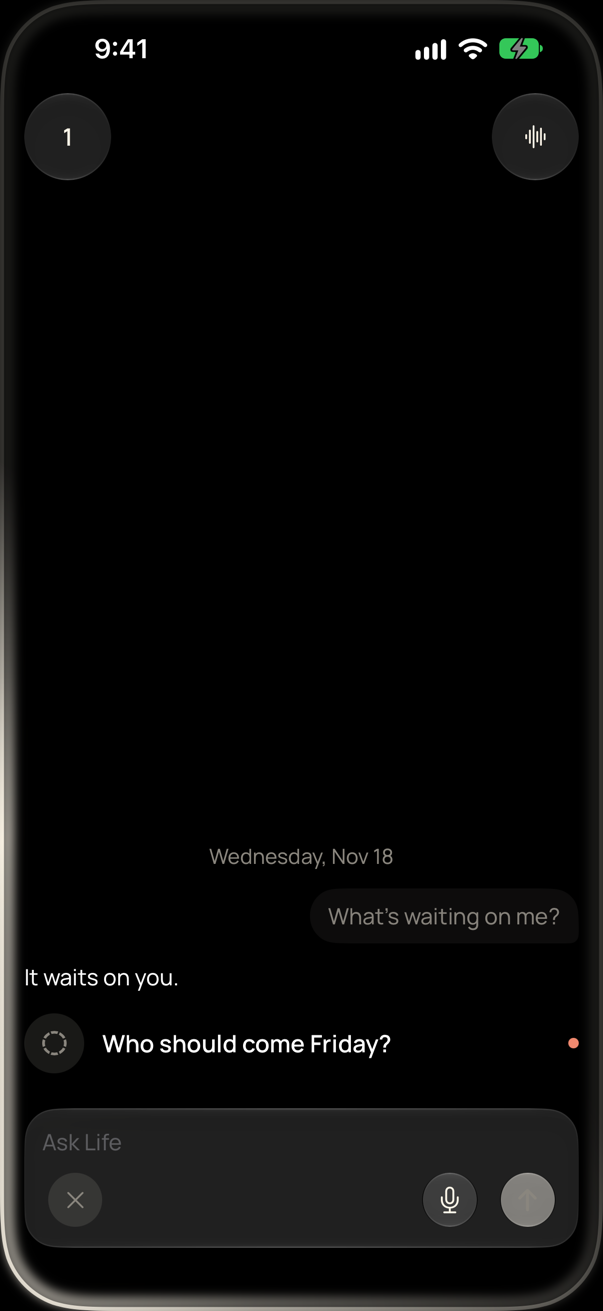 9:41
1
Wednesday, Nov 18
What's waiting on me?
It waits on you.
Who should come Friday?
Ask Life